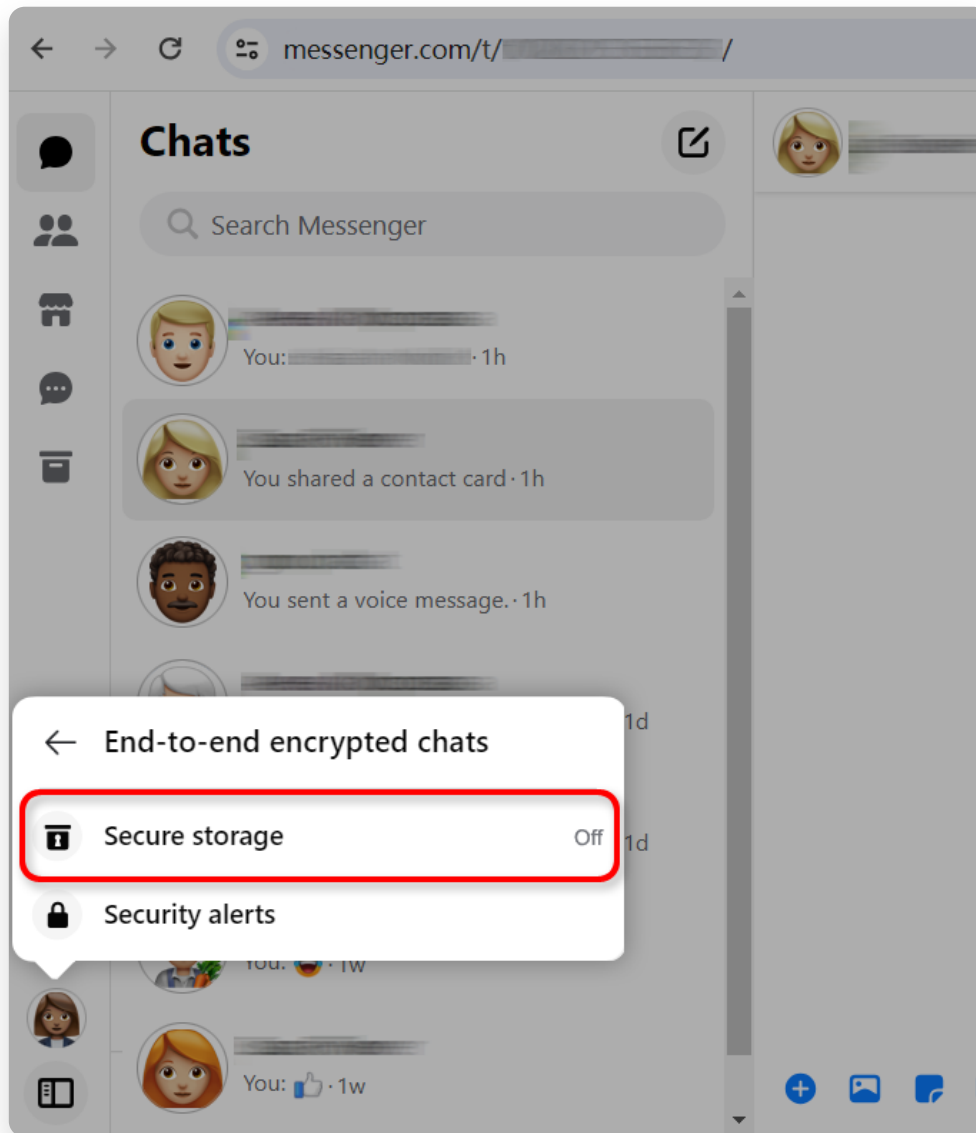 messenger.com/t/ /
Chats
Search Messenger
You: · 1h
You shared a contact card · 1h
You sent a voice message. · 1h
1d
End-to-end encrypted chats
Secure storage Off
1d
Security alerts
You: 😂 · 1w
You: 👍 · 1w